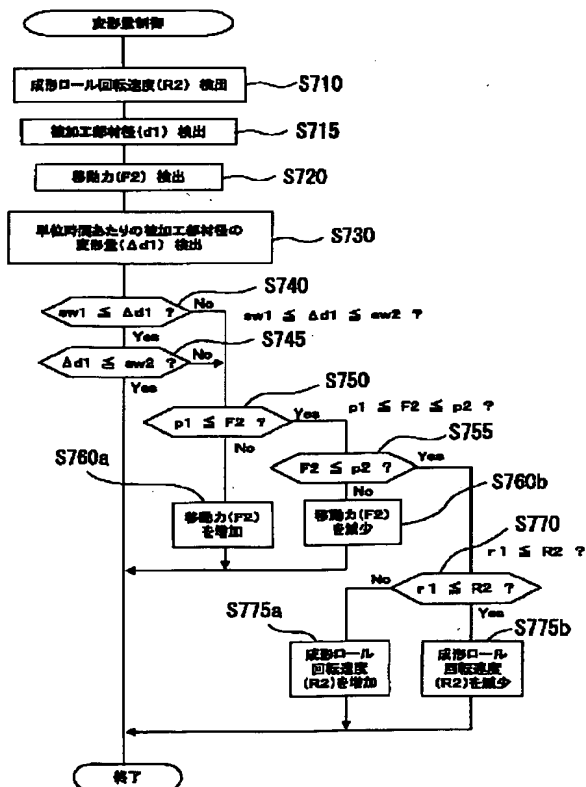 変形量制御
成形ロール回転速度(R2) 検出
S710
被加工部材径(d1) 検出
S715
移動力(F2) 検出
S720
単位時間あたりの被加工部材径の
変形量(Δd1) 検出
S730
S740
sw1 ≦ Δd1 ?
No
sw1 ≦ Δd1 ≦ sw2 ?
Yes
S745
Δd1 ≦ sw2 ?
No
Yes
S750
p1 ≦ F2 ?
Yes
p1 ≦ F2 ≦ p2 ?
No
S755
F2 ≦ p2 ?
Yes
No
S760a
移動力(F2)
を増加
S760b
移動力(F2)
を減少
S770
r1 ≦ R2 ?
No
r1 ≦ R2 ?
Yes
S775a
成形ロール
回転速度
(R2)を増加
S775b
成形ロール
回転速度
(R2)を減少
終了